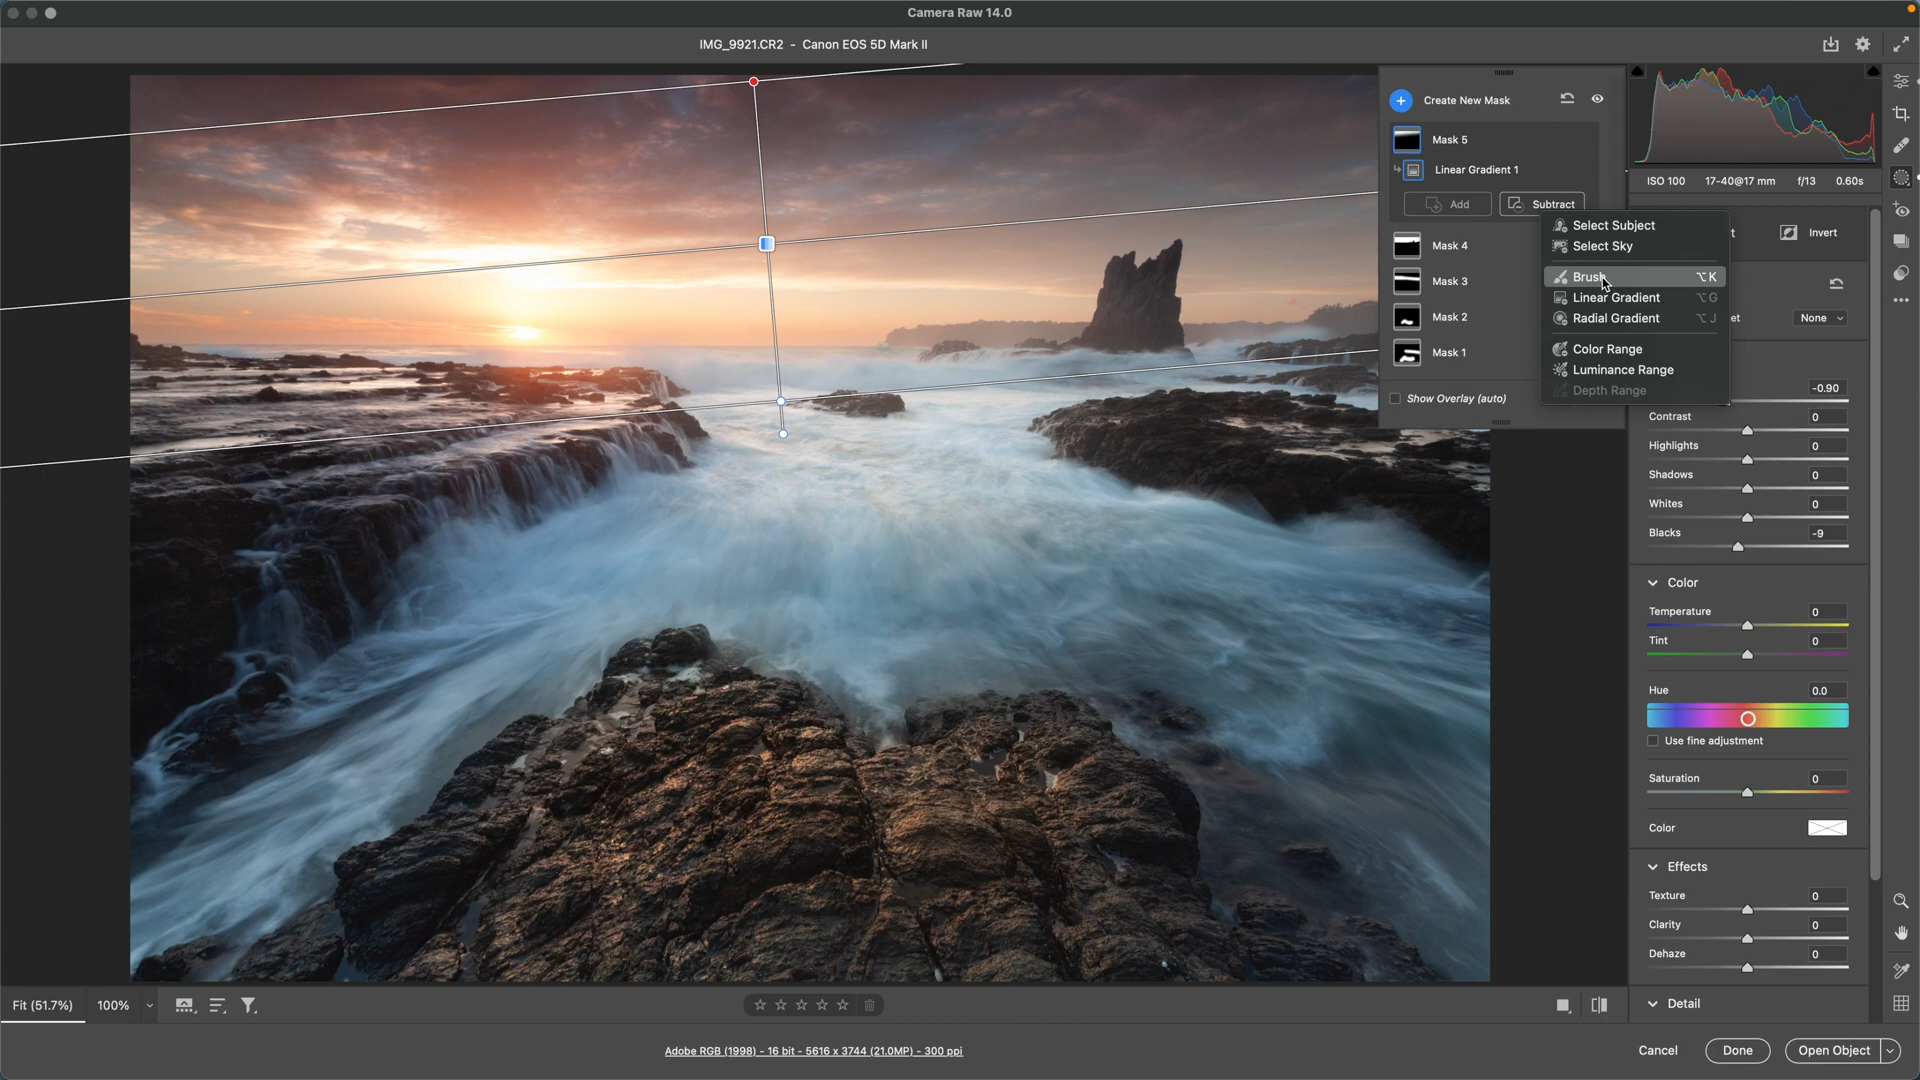 Camera Raw 14.0
IMG_9921.CR2 - Canon EOS 5D Mark II
Create New Mask
Mask 5
Linear Gradient 1
Add
Subtract
Mask 4
Mask 3
Mask 2
Mask 1
Show Overlay (auto)
Select Subject
Select Sky
Brush ⌥ K
Linear Gradient ⌥ G
Radial Gradient ⌥ J
Color Range
Luminance Range
Depth Range
ISO 100 17-40@17 mm f/13 0.60s
t Invert
et None
-0.90
Contrast 0
Highlights 0
Shadows 0
Whites 0
Blacks -9
Color
Temperature 0
Tint 0
Hue 0.0
Use fine adjustment
Saturation 0
Color
Effects
Texture 0
Clarity 0
Dehaze 0
Detail
Fit (51.7%) 100%
Adobe RGB (1998) - 16 bit - 5616 x 3744 (21.0MP) - 300 ppi
Cancel Done Open Object